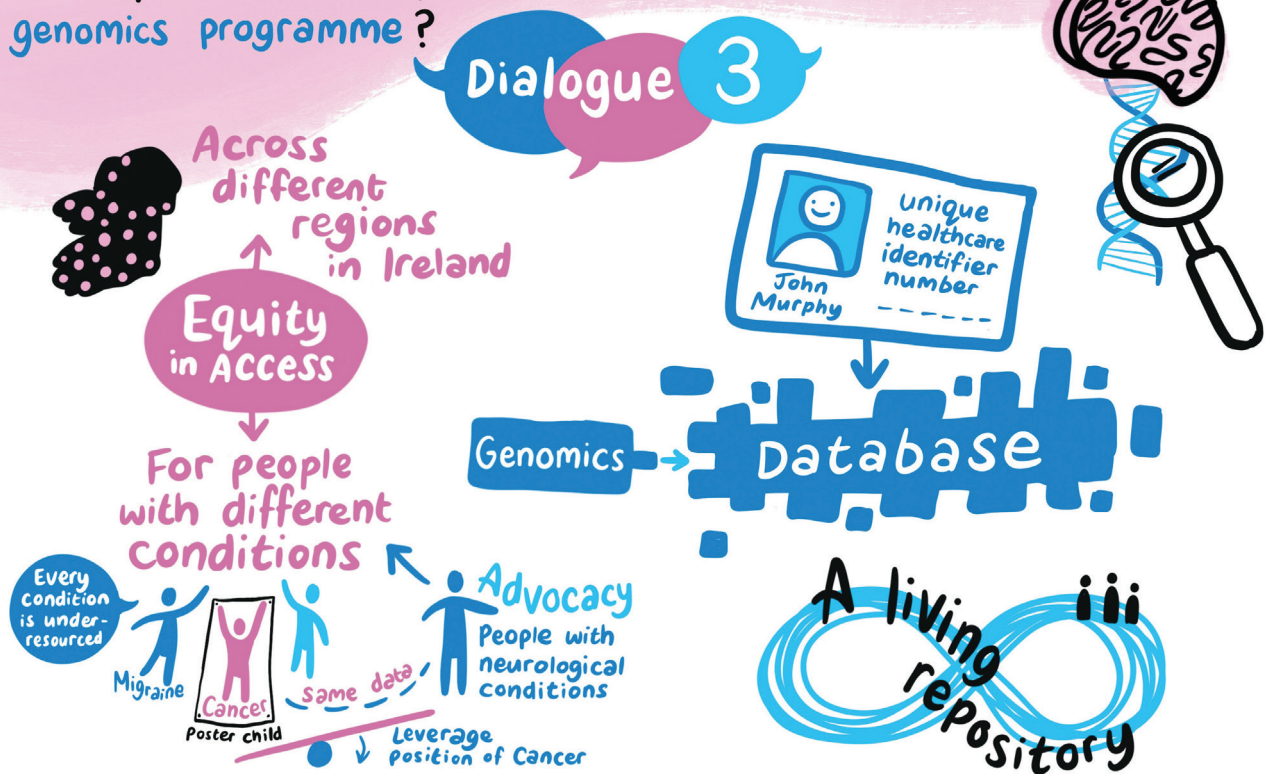 genomics programme?
Dialogue 3
Across
different
regions
in Ireland
Equity
in Access
For people
with different
conditions
Every
condition
is under-
resourced
Migraine
Cancer
Poster child
same data
Advocacy
People with
neurological
conditions
Leverage
position of Cancer
unique
healthcare
identifier
number
John
Murphy
Genomics
Database
A living
repository